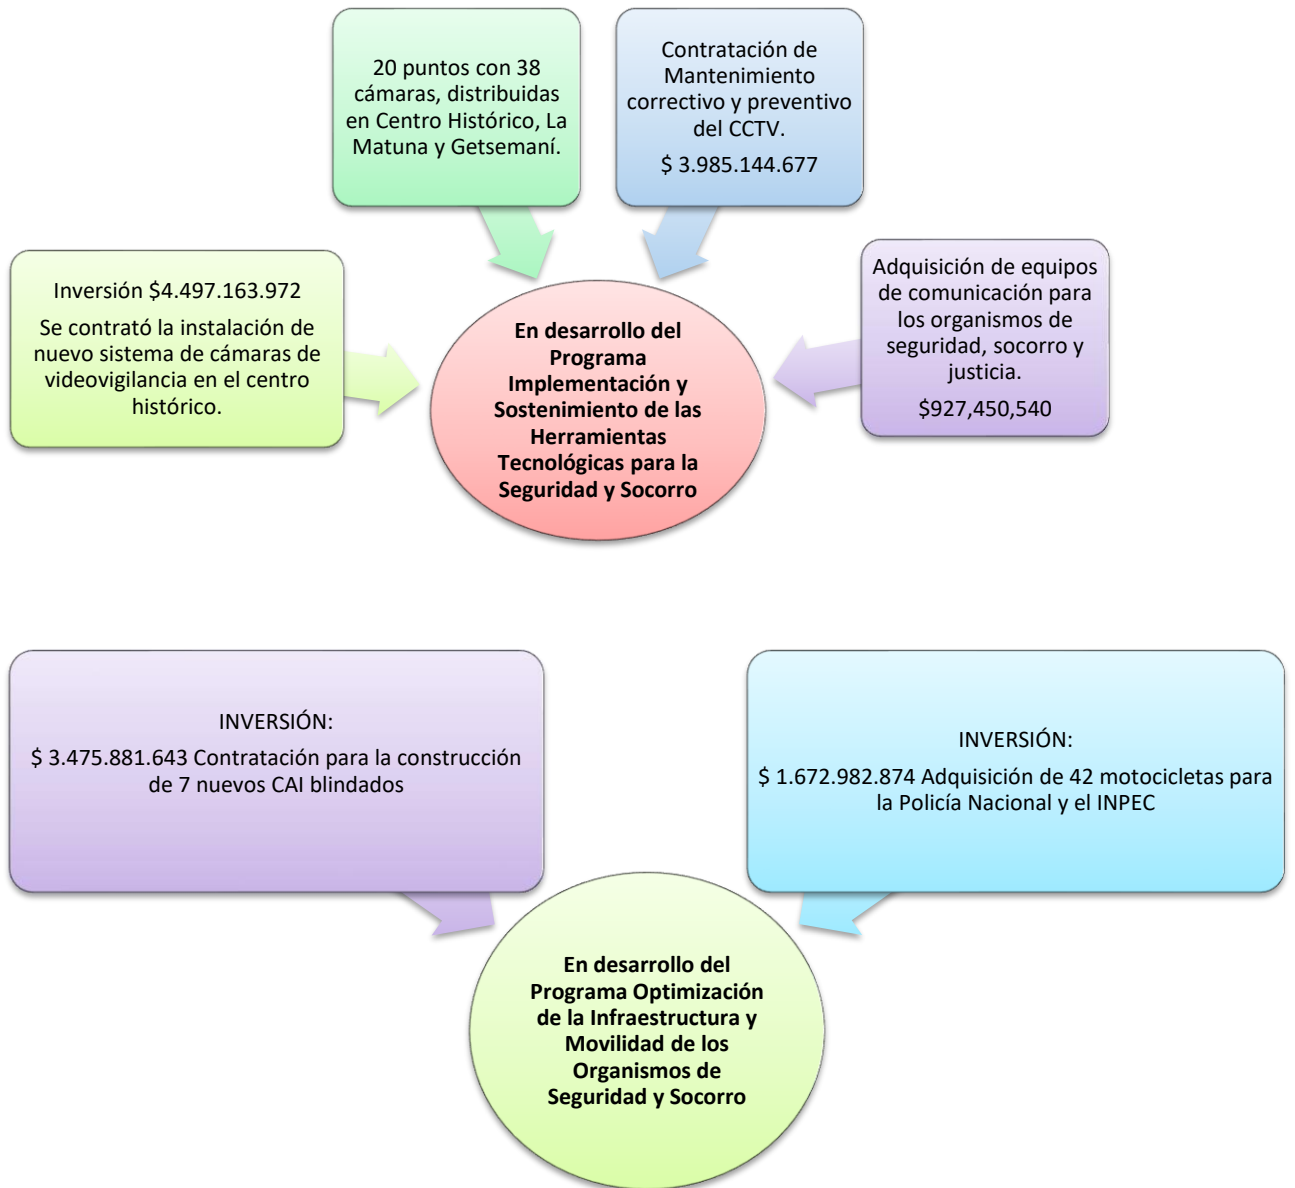 20 puntos con 38
cámaras, distribuidas
en Centro Histórico, La
Matuna y Getsemaní.
Contratación de
Mantenimiento
correctivo y preventivo
del CCTV.
$ 3.985.144.677
Inversión $4.497.163.972
Se contrató la instalación de
nuevo sistema de cámaras de
videovigilancia en el centro
histórico.
Adquisición de equipos
de comunicación para
los organismos de
seguridad, socorro y
justicia.
$927,450,540
En desarrollo del
Programa
Implementación y
Sostenimiento de las
Herramientas
Tecnológicas para la
Seguridad y Socorro
INVERSIÓN:
$ 3.475.881.643 Contratación para la construcción
de 7 nuevos CAI blindados
INVERSIÓN:
$ 1.672.982.874 Adquisición de 42 motocicletas para
la Policía Nacional y el INPEC
En desarrollo del
Programa Optimización
de la Infraestructura y
Movilidad de los
Organismos de
Seguridad y Socorro